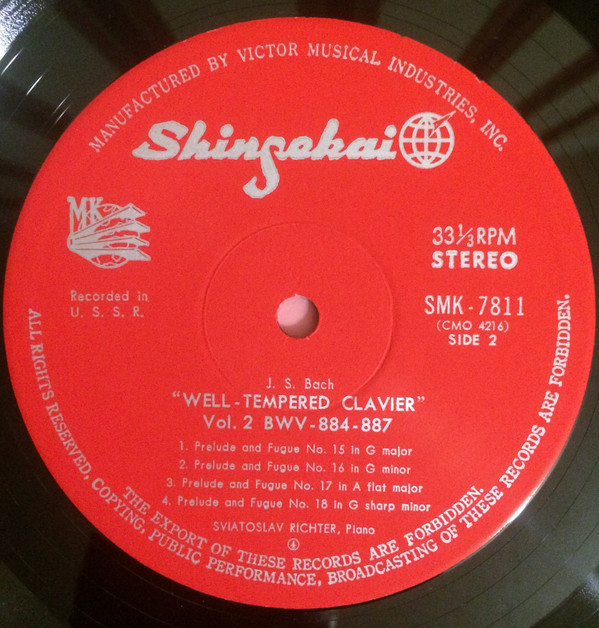 MANUFACTURED BY VICTOR MUSICAL INDUSTRIES, INC.
Shinsekai
MK
33 1/3 RPM
STEREO
Recorded in
U. S. S. R.
SMK-7811
(CMO 4216)
SIDE 2
J. S. Bach
"WELL-TEMPERED CLAVIER"
Vol. 2 BWV-884-887
1. Prelude and Fugue No. 15 in G major
2. Prelude and Fugue No. 16 in G minor
3. Prelude and Fugue No. 17 in A flat major
4. Prelude and Fugue No. 18 in G sharp minor
SVIATOSLAV RICHTER, Piano
THE EXPORT OF THESE RECORDS ARE FORBIDDEN.
ALL RIGHTS RESERVED, COPYING, PUBLIC PERFORMANCE, BROADCASTING OF THESE RECORDS ARE FORBIDDEN.